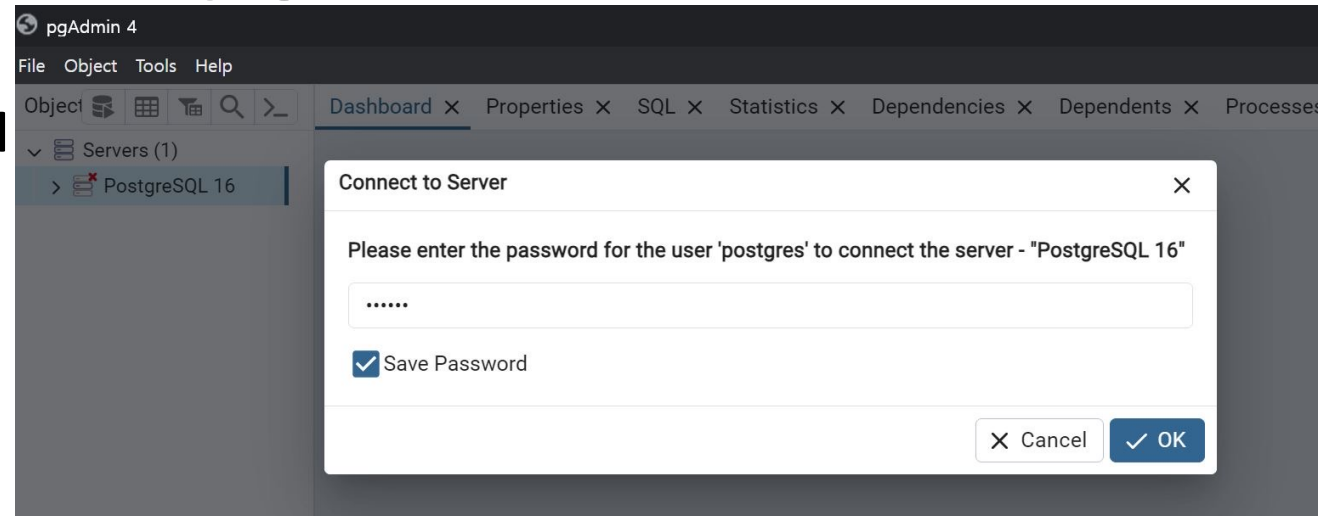 pgAdmin 4
File Object Tools Help
Object
Dashboard Properties SQL Statistics Dependencies Dependents Processes
Servers (1)
PostgreSQL 16
Connect to Server
Please enter the password for the user 'postgres' to connect the server - "PostgreSQL 16"
••••••
Save Password
Cancel OK